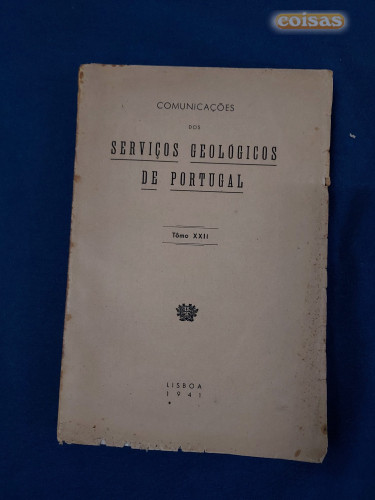 coisas
COMUNICAÇÕES
DOS
SERVIÇOS GEOLÓGICOS
DE PORTUGAL
Tômo XXII
LISBOA
1941